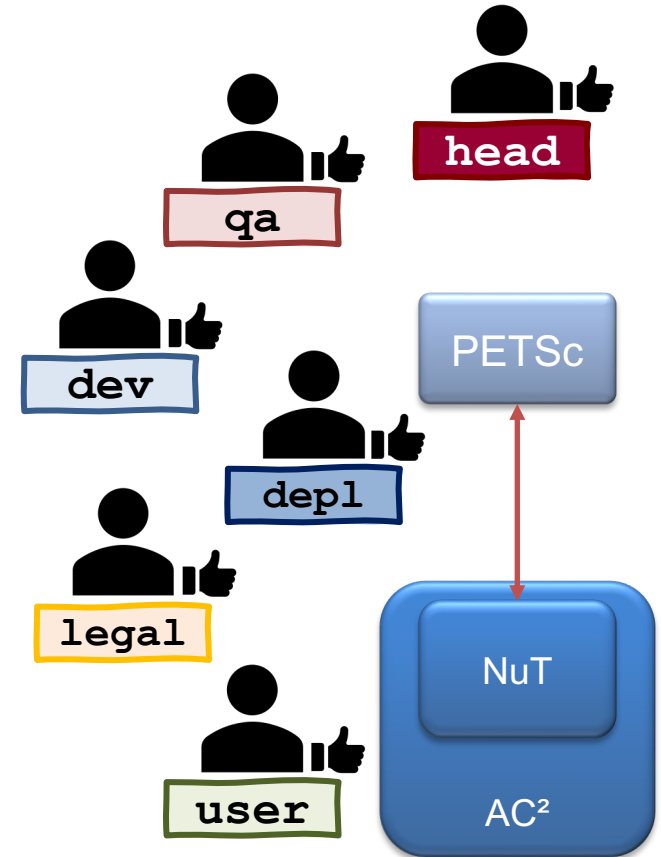 head
qa
dev
PETSc
depl
legal
NuT
user
AC²